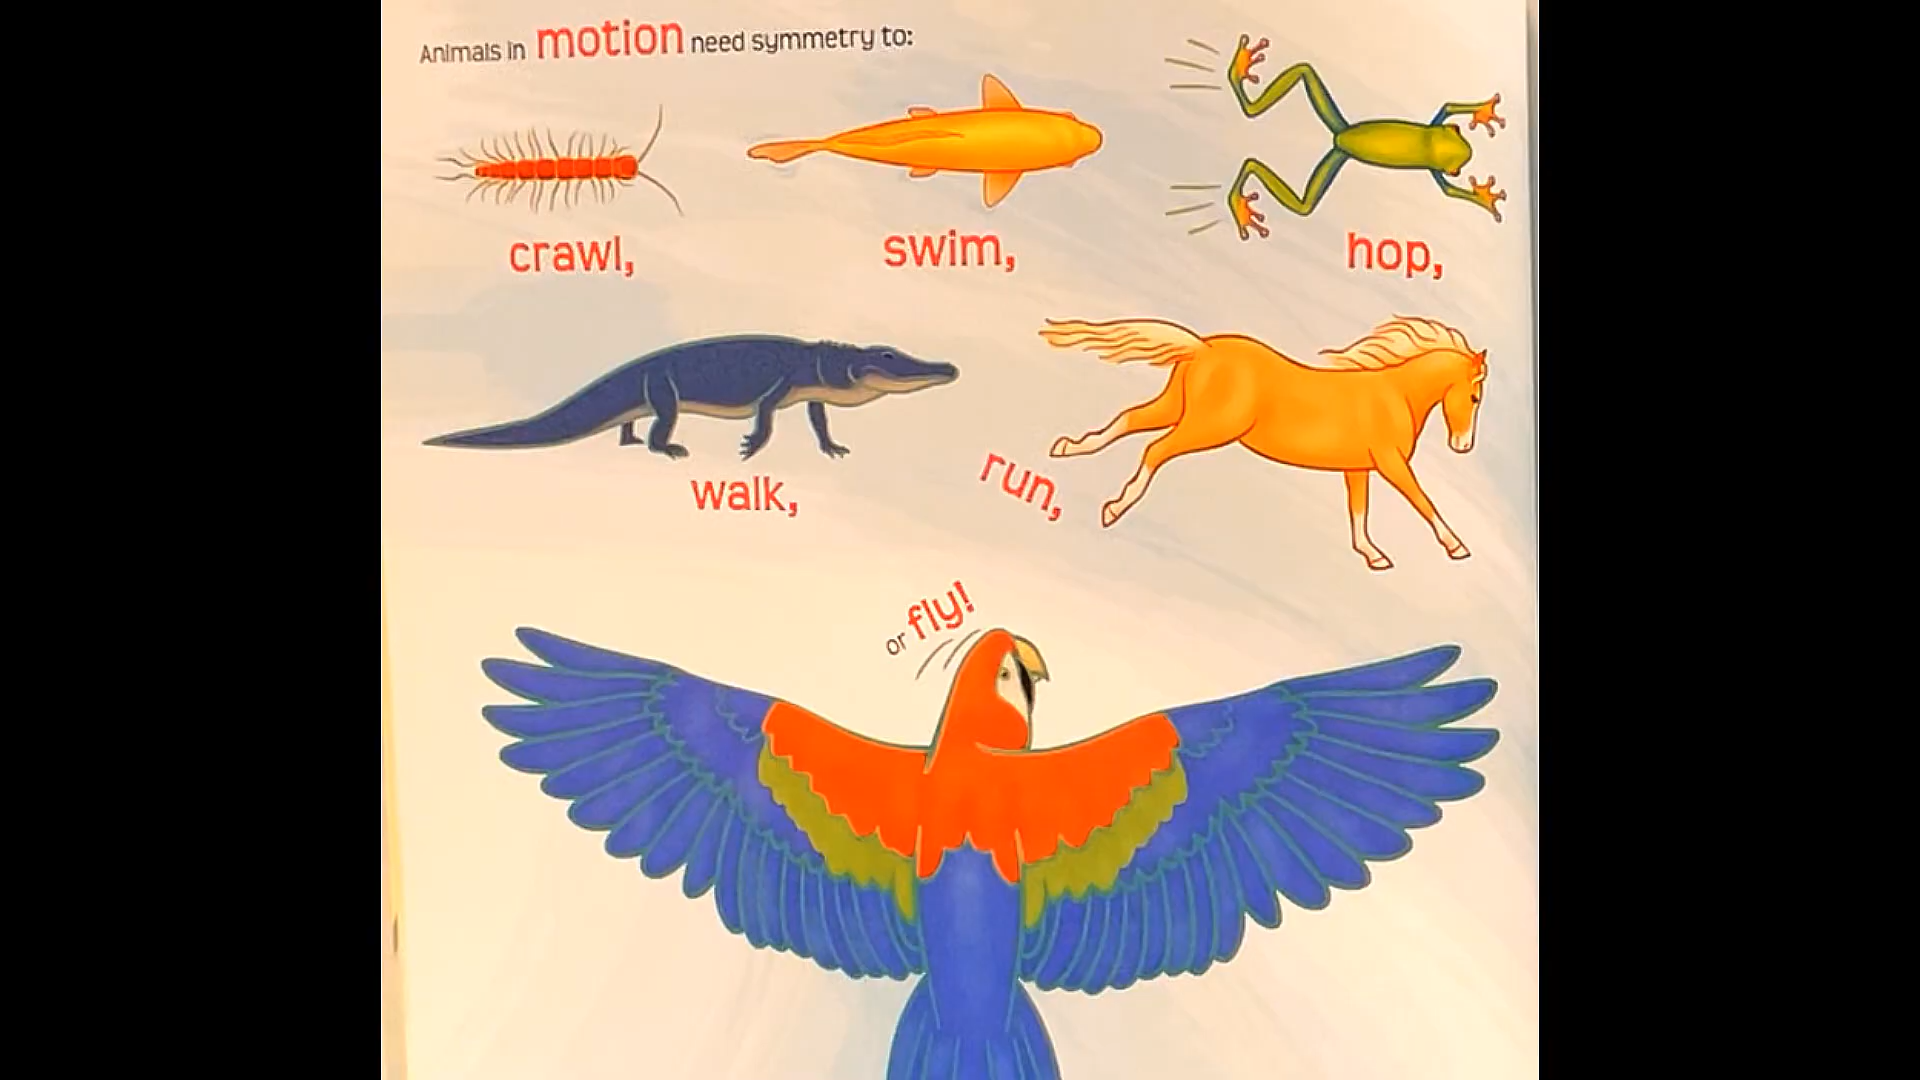 Animals in motion need symmetry to:
crawl,
swim,
hop,
walk,
run,
or fly!